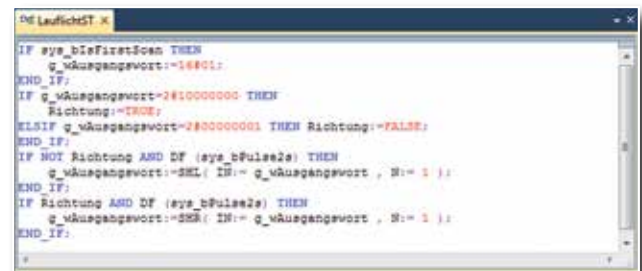 LauflichtST
IF sys_bIsFirstScan THEN
g_wAusgangswort:=16#01;
END_IF;
IF g_wAusgangswort=2#10000000 THEN
Richtung:=TRUE;
ELSIF g_wAusgangswort=2#00000001 THEN Richtung:=FALSE;
END_IF;
IF NOT Richtung AND DF (sys_bPulse2s) THEN
g_wAusgangswort:=SHL( IN:= g_wAusgangswort , N:= 1 );
END_IF;
IF Richtung AND DF (sys_bPulse2s) THEN
g_wAusgangswort:=SHR( IN:= g_wAusgangswort , N:= 1 );
END_IF;